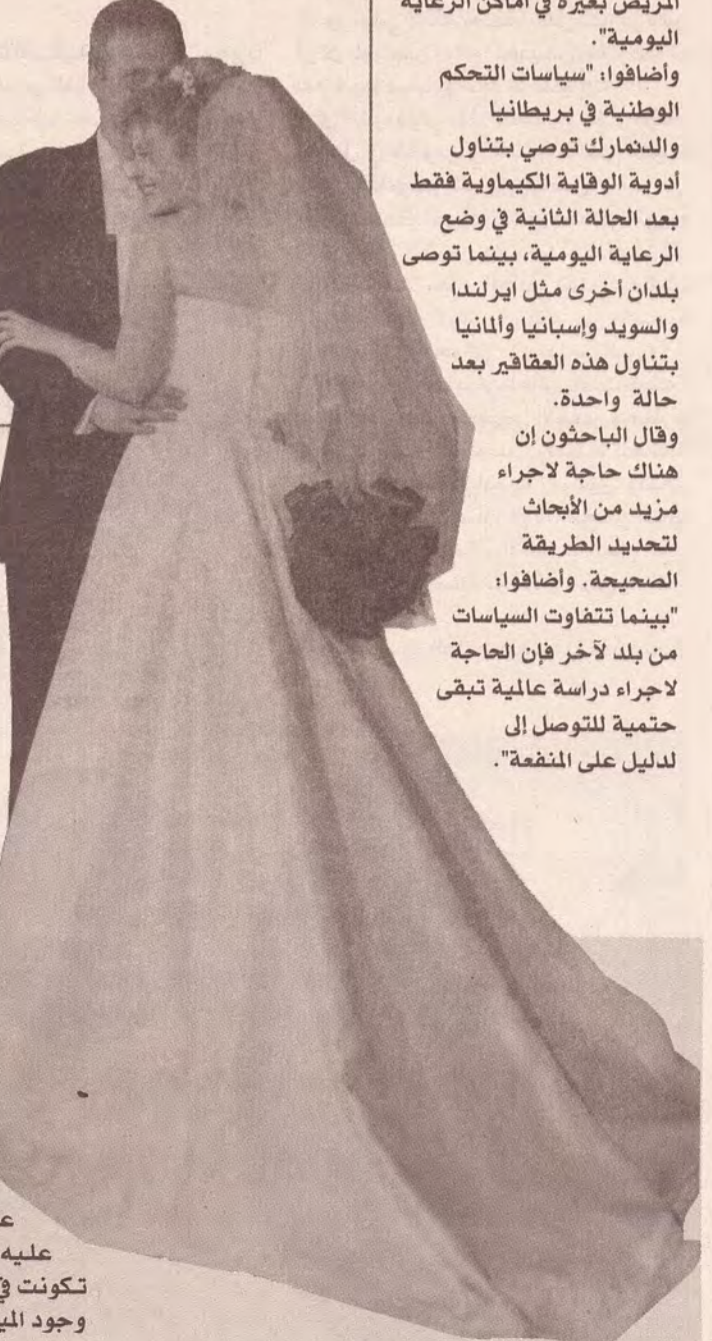 المريض بغيره في أماكن الرعاية
اليومية".
وأضافوا: "سياسات التحكم
الوطنية في بريطانيا
والدنمارك توصي بتناول
أدوية الوقاية الكيماوية فقط
بعد الحالة الثانية في وضع
الرعاية اليومية، بينما توصى
بلدان أخرى مثل ايرلندا
والسويد وإسبانيا وألمانيا
بتناول هذه العقاقير بعد
حالة واحدة.
وقال الباحثون إن
هناك حاجة لاجراء
مزيد من الأبحاث
لتحديد الطريقة
الصحيحة. وأضافوا:
"بينما تتفاوت السياسات
من بلد لآخر فإن الحاجة
لاجراء دراسة عالمية تبقى
حتمية للتوصل إلى
لدليل على المنفعة".
عليه
تكونت في
وجود